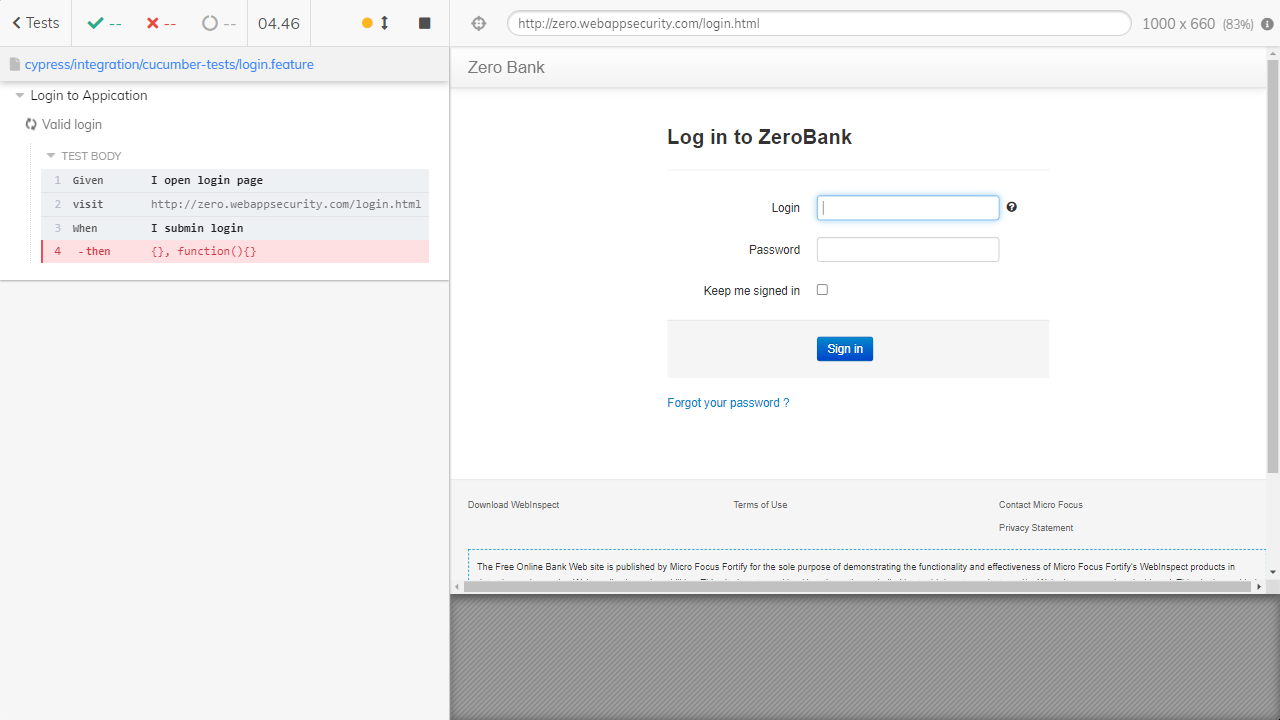 Tests
--
--
--
04.46
http://zero.webappsecurity.com/login.html
1000 x 660 (83%)
cypress/integration/cucumber-tests/login.feature
Login to Appication
Valid login
TEST BODY
1 Given I open login page
2 visit http://zero.webappsecurity.com/login.html
3 When I submin login
4 -then {}, function(){}
Zero Bank
Log in to ZeroBank
Login
Password
Keep me signed in
Sign in
Forgot your password ?
Download WebInspect
Terms of Use
Contact Micro Focus
Privacy Statement
The Free Online Bank Web site is published by Micro Focus Fortify for the sole purpose of demonstrating the functionality and effectiveness of Micro Focus Fortify's WebInspect products in